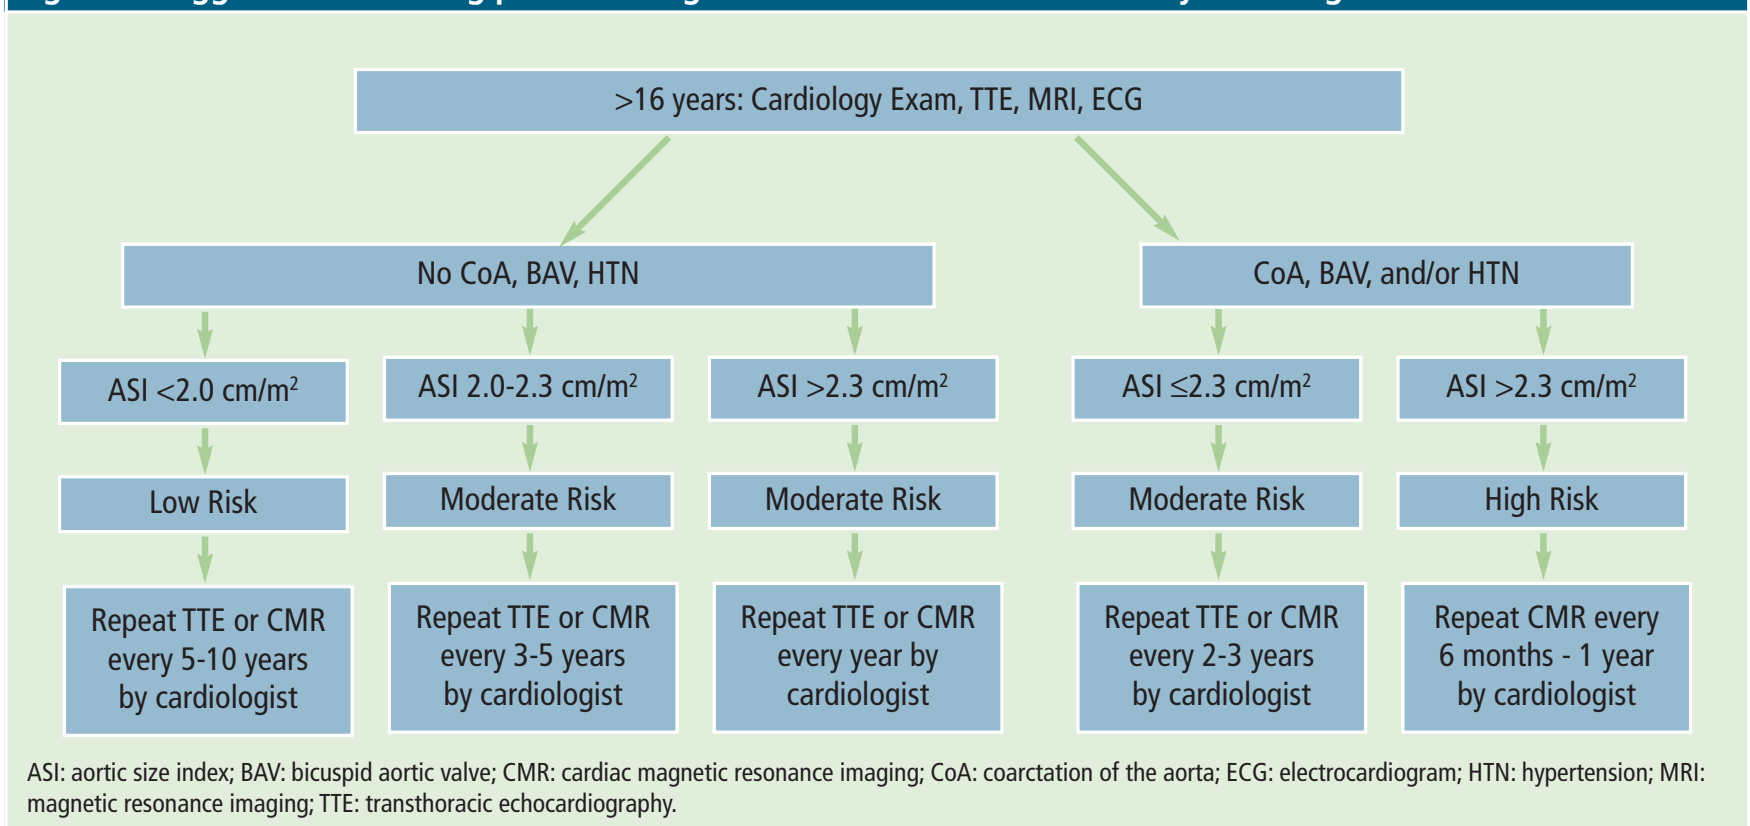 >16 years: Cardiology Exam, TTE, MRI, ECG
No CoA, BAV, HTN
CoA, BAV, and/or HTN
ASI <2.0 cm/m²
ASI 2.0-2.3 cm/m²
ASI >2.3 cm/m²
ASI ≤2.3 cm/m²
ASI >2.3 cm/m²
Low Risk
Moderate Risk
Moderate Risk
Moderate Risk
High Risk
Repeat TTE or CMR
every 5-10 years
by cardiologist
Repeat TTE or CMR
every 3-5 years
by cardiologist
Repeat TTE or CMR
every year by
cardiologist
Repeat TTE or CMR
every 2-3 years
by cardiologist
Repeat CMR every
6 months - 1 year
by cardiologist
ASI: aortic size index; BAV: bicuspid aortic valve; CMR: cardiac magnetic resonance imaging; CoA: coarctation of the aorta; ECG: electrocardiogram; HTN: hypertension; MRI:
magnetic resonance imaging; TTE: transthoracic echocardiography.